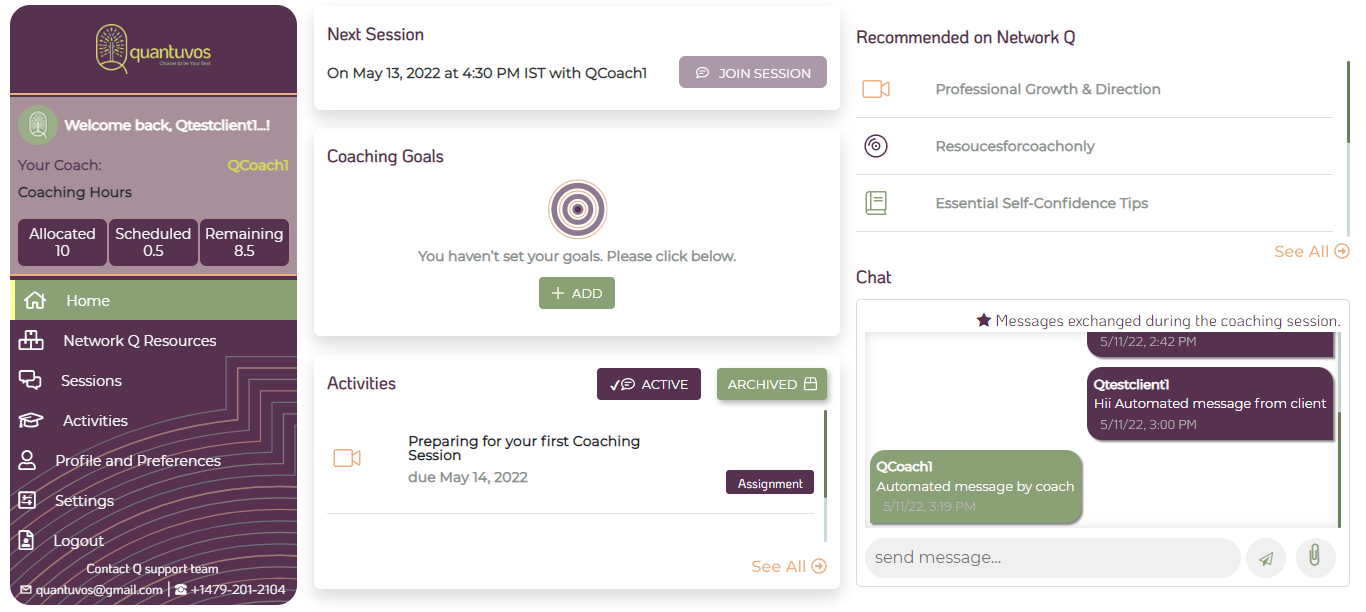 quantuvos
Choose to be Your Best
Welcome back, Qtestclient1...!
Your Coach: QCoach1
Coaching Hours
Allocated Scheduled Remaining
10 0.5 8.5
Home
Network Q Resources
Sessions
Activities
Profile and Preferences
Settings
Logout
Contact Q support team
quantuvos@gmail.com | +1479-201-2104
Next Session
On May 13, 2022 at 4:30 PM IST with QCoach1 JOIN SESSION
Coaching Goals
You haven't set your goals. Please click below.
+ ADD
Activities ACTIVE ARCHIVED
Preparing for your first Coaching
Session
due May 14, 2022
Assignment
See All
Recommended on Network Q
Professional Growth & Direction
Resoucesforcoachonly
Essential Self-Confidence Tips
See All
Chat
★ Messages exchanged during the coaching session.
5/11/22, 2:42 PM
Qtestclient1
Hii Automated message from client
5/11/22, 3:00 PM
QCoach1
Automated message by coach
5/11/22, 3:19 PM
send message...